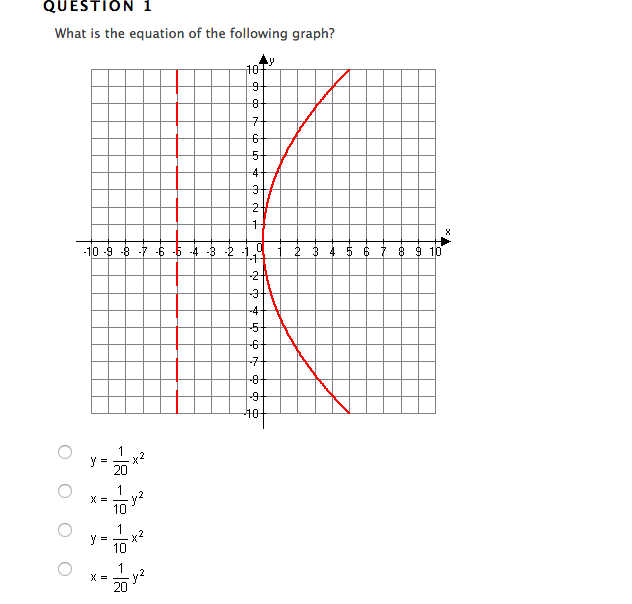 QUESTION 1
What is the equation of the following graph?
y
10
9
8
7
6
5
4
3
2
1
x
-10 -9 -8 -7 -6 -5 -4 -3 -2 -1 0 1 2 3 4 5 6 7 8 9 10
-1
-2
-3
-4
-5
-6
-7
-8
-9
-10
y = 1/20 x²
x = 1/10 y²
y = 1/10 x²
x = 1/20 y²